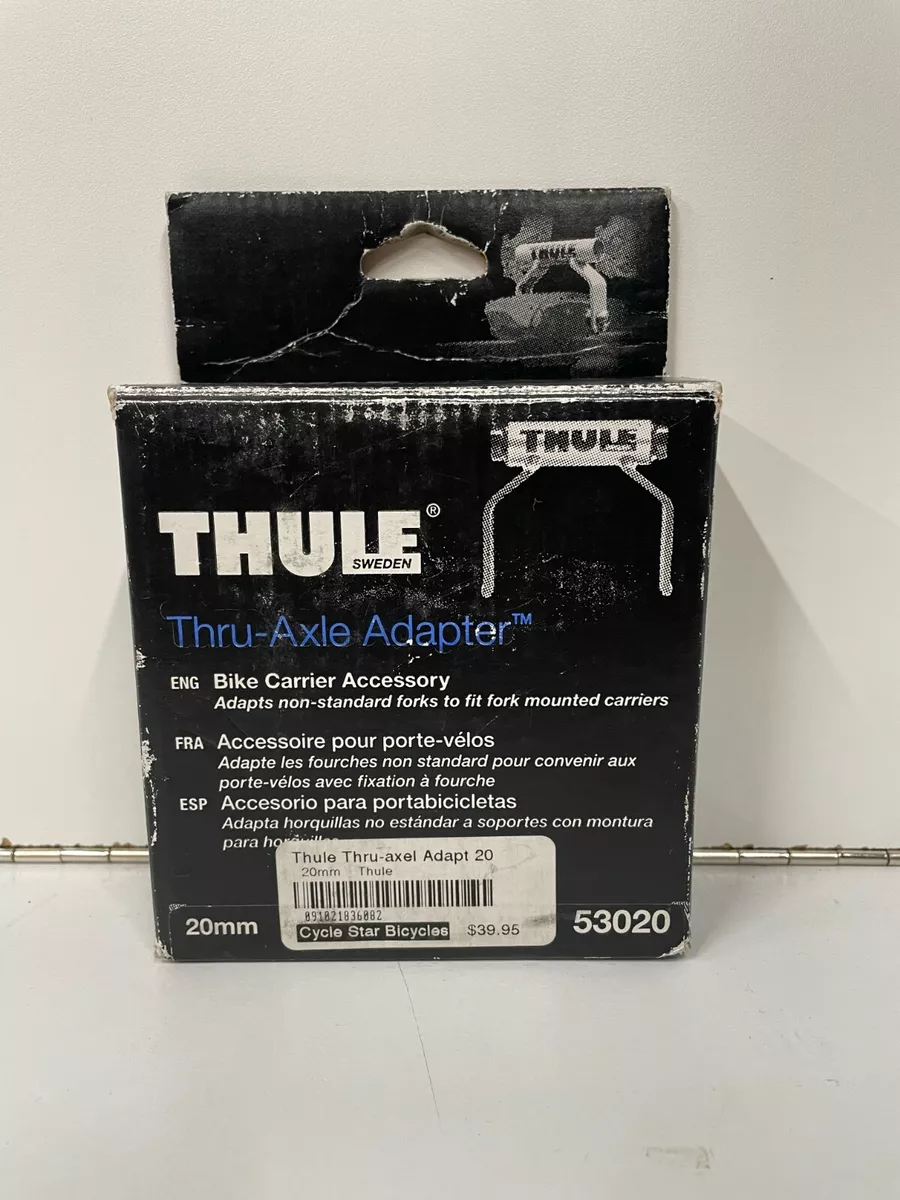 THULE
THULE
THULE®
SWEDEN
Thru-Axle Adapter™
ENG Bike Carrier Accessory
Adapts non-standard forks to fit fork mounted carriers
FRA Accessoire pour porte-vélos
Adapte les fourches non standard pour convenir aux
porte-vélos avec fixation à fourche
ESP Accesorio para portabicicletas
Adapta horquillas no estándar a soportes con montura
para horquillas
Thule Thru-axel Adapt 20
20mm Thule
091021836082
Cycle Star Bicycles $39.95
20mm
53020